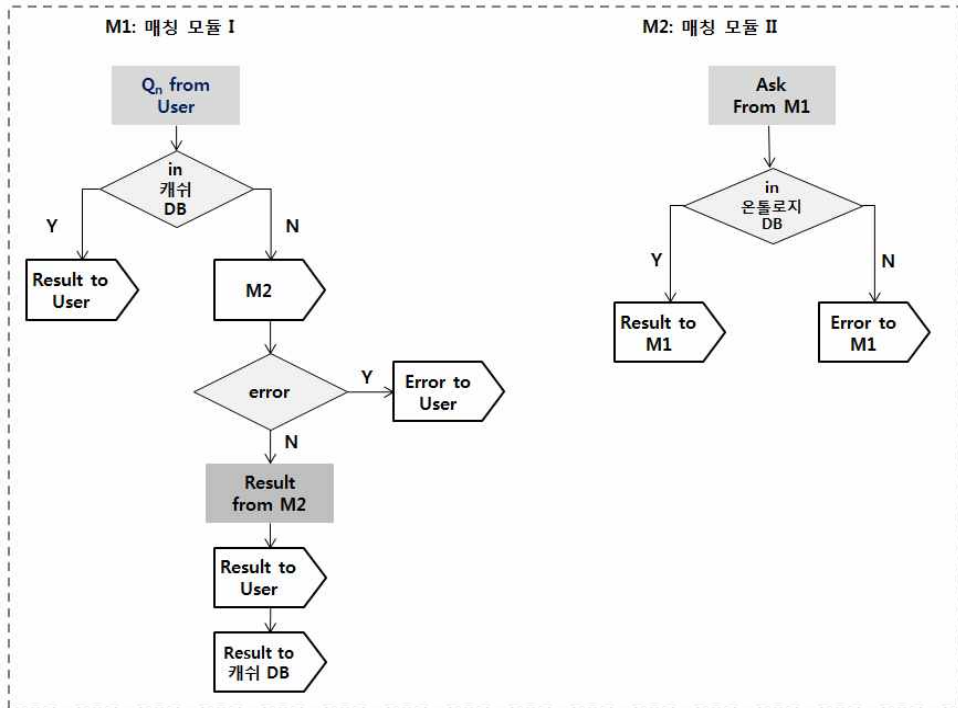 M1: 매칭 모듈 I
Qn from
User
in
캐쉬
DB
Y
N
Result to
User
M2
error
Y
Error to
User
N
Result
from M2
Result to
User
Result to
캐쉬 DB
M2: 매칭 모듈 II
Ask
From M1
in
온톨로지
DB
Y
N
Result to
M1
Error to
M1